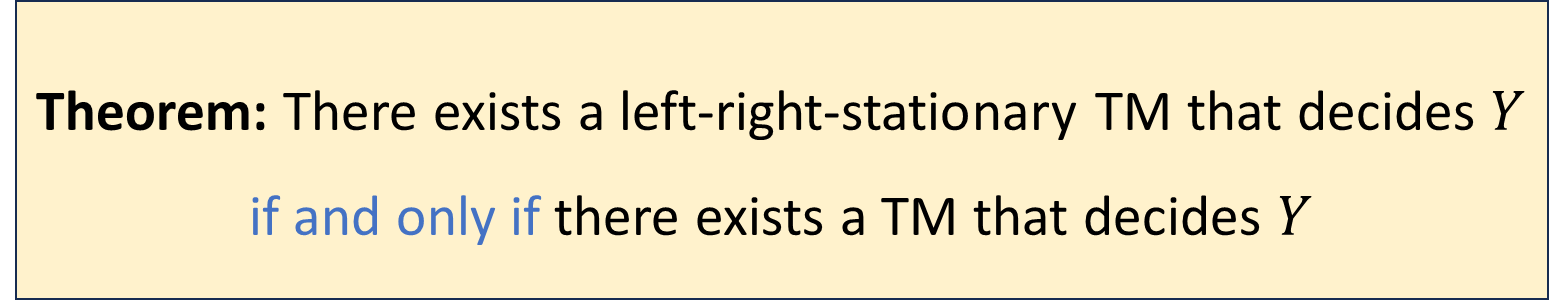 Theorem: There exists a left-right-stationary TM that decides 𝑌
if and only if there exists a TM that decides 𝑌